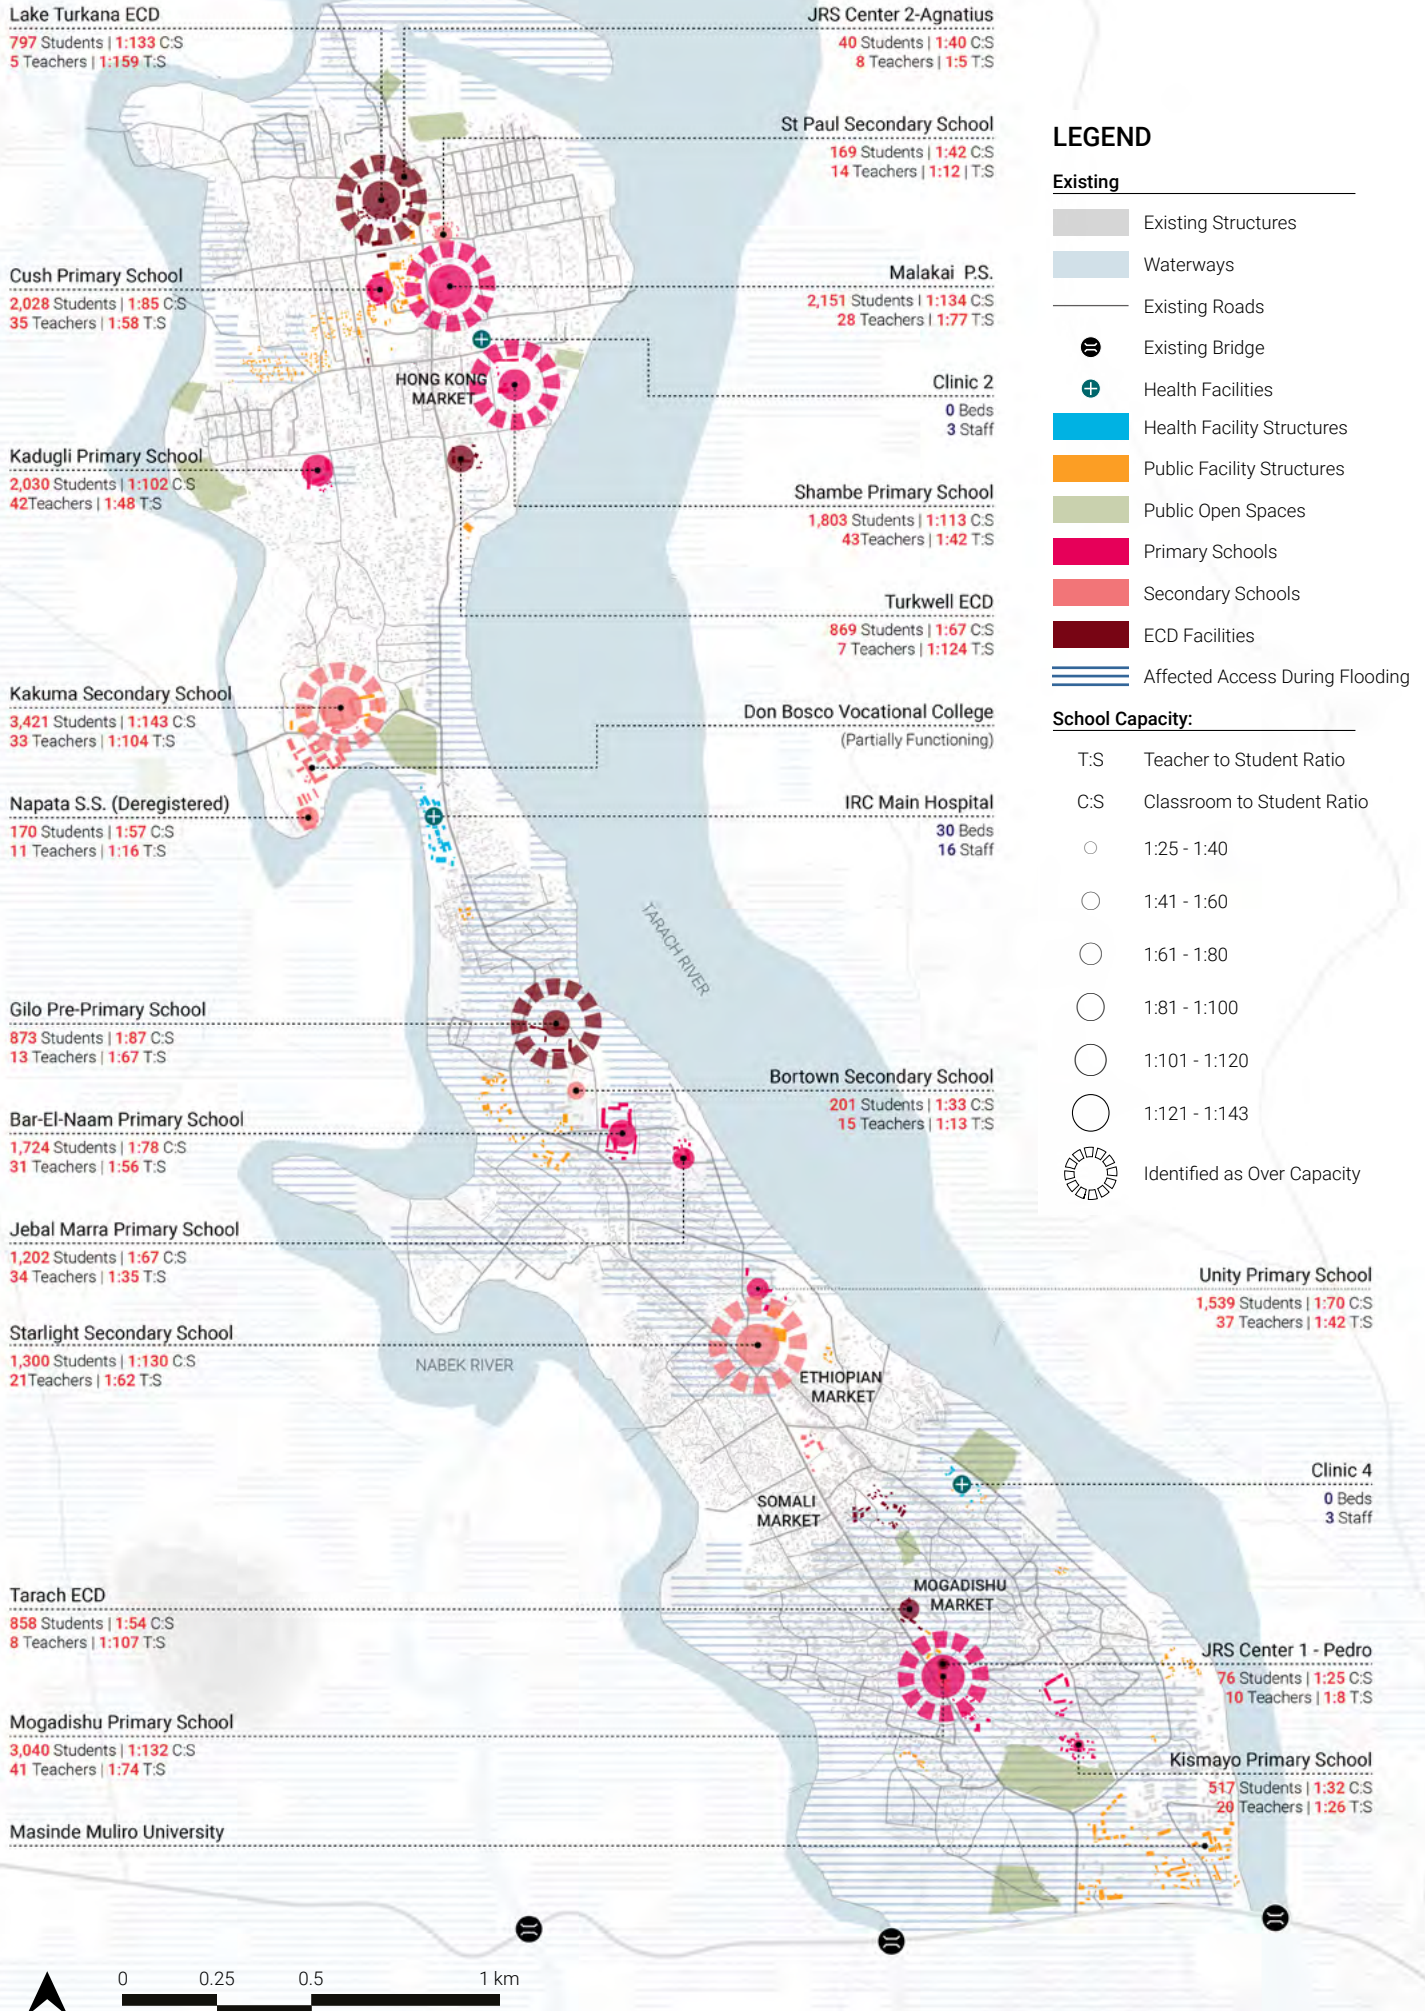 Lake Turkana ECD
797 Students | 1:133 C:S
5 Teachers | 1:159 T:S
JRS Center 2-Agnatius
40 Students | 1:40 C:S
8 Teachers | 1:5 T:S
St Paul Secondary School
169 Students | 1:42 C:S
14 Teachers | 1:12 | T:S
Cush Primary School
2,028 Students | 1:85 C:S
35 Teachers | 1:58 T:S
Malakai P.S.
2,151 Students I 1:134 C:S
28 Teachers I 1:77 T:S
HONG KONG
MARKET
Clinic 2
0 Beds
3 Staff
Kadugli Primary School
2,030 Students | 1:102 C:S
42Teachers | 1:48 T:S
Shambe Primary School
1,803 Students | 1:113 C:S
43Teachers | 1:42 T:S
Turkwell ECD
869 Students | 1:67 C:S
7 Teachers | 1:124 T:S
Kakuma Secondary School
3,421 Students | 1:143 C:S
33 Teachers | 1:104 T:S
Don Bosco Vocational College
(Partially Functioning)
Napata S.S. (Deregistered)
170 Students | 1:57 C:S
11 Teachers | 1:16 T:S
IRC Main Hospital
30 Beds
16 Staff
TARACH RIVER
Gilo Pre-Primary School
873 Students | 1:87 C:S
13 Teachers | 1:67 T:S
Bortown Secondary School
201 Students | 1:33 C:S
15 Teachers | 1:13 T:S
Bar-El-Naam Primary School
1,724 Students | 1:78 C:S
31 Teachers | 1:56 T:S
Jebal Marra Primary School
1,202 Students | 1:67 C:S
34 Teachers | 1:35 T:S
Unity Primary School
1,539 Students | 1:70 C:S
37 Teachers | 1:42 T:S
Starlight Secondary School
1,300 Students | 1:130 C:S
21Teachers | 1:62 T:S
NABEK RIVER
ETHIOPIAN
MARKET
Clinic 4
0 Beds
3 Staff
SOMALI
MARKET
MOGADISHU
MARKET
Tarach ECD
858 Students | 1:54 C:S
8 Teachers | 1:107 T:S
JRS Center 1 - Pedro
76 Students | 1:25 C:S
10 Teachers | 1:8 T:S
Mogadishu Primary School
3,040 Students | 1:132 C:S
41 Teachers | 1:74 T:S
Kismayo Primary School
517 Students | 1:32 C:S
20 Teachers | 1:26 T:S
Masinde Muliro University
0 0.25 0.5 1 km
LEGEND
Existing
Existing Structures
Waterways
Existing Roads
Existing Bridge
Health Facilities
Health Facility Structures
Public Facility Structures
Public Open Spaces
Primary Schools
Secondary Schools
ECD Facilities
Affected Access During Flooding
School Capacity:
T:S Teacher to Student Ratio
C:S Classroom to Student Ratio
1:25 - 1:40
1:41 - 1:60
1:61 - 1:80
1:81 - 1:100
1:101 - 1:120
1:121 - 1:143
Identified as Over Capacity